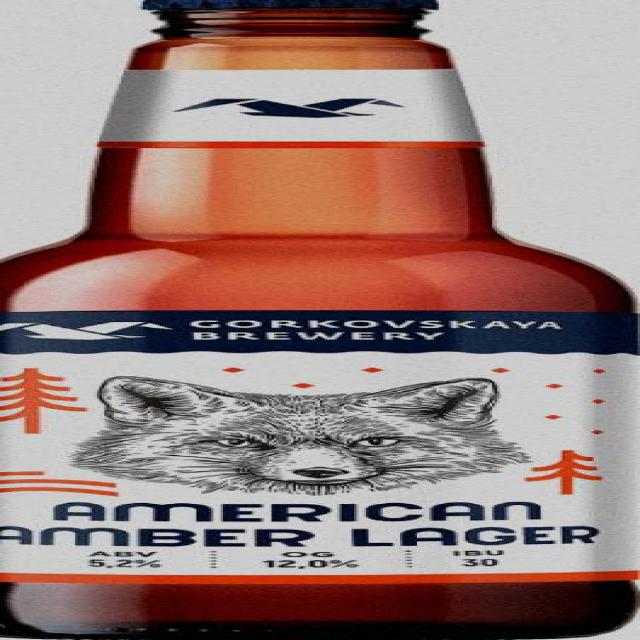 GORKOVSKAYA
BREWERY
AMERICAN
AMBER LAGER
ABV OG IBU
5,2% 12,0% 30